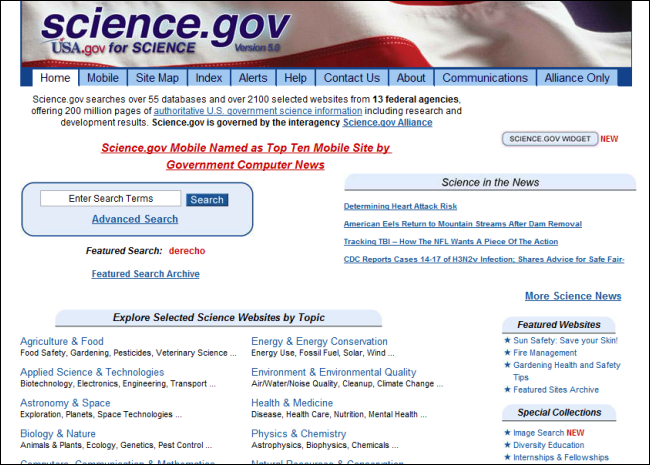 science.gov
USA.gov for SCIENCE Version 5.0
Home Mobile Site Map Index Alerts Help Contact Us About Communications Alliance Only
Science.gov searches over 55 databases and over 2100 selected websites from 13 federal agencies,
offering 200 million pages of authoritative U.S. government science information including research and
development results. Science.gov is governed by the interagency Science.gov Alliance
SCIENCE.GOV WIDGET NEW
Science.gov Mobile Named as Top Ten Mobile Site by
Government Computer News
Enter Search Terms Search
Advanced Search
Featured Search: derecho
Featured Search Archive
Science in the News
Determining Heart Attack Risk
American Eels Return to Mountain Streams After Dam Removal
Tracking TBI – How The NFL Wants A Piece Of The Action
CDC Reports Cases 14-17 of H3N2v Infection; Shares Advice for Safe Fair-
More Science News
Explore Selected Science Websites by Topic
Agriculture & Food
Food Safety, Gardening, Pesticides, Veterinary Science ...
Applied Science & Technologies
Biotechnology, Electronics, Engineering, Transport ...
Astronomy & Space
Exploration, Planets, Space Technologies ...
Biology & Nature
Animals & Plants, Ecology, Genetics, Pest Control ...
Computers, Communication & Mathematics
Energy & Energy Conservation
Energy Use, Fossil Fuel, Solar, Wind ...
Environment & Environmental Quality
Air/Water/Noise Quality, Cleanup, Climate Change ...
Health & Medicine
Disease, Health Care, Nutrition, Mental Health ...
Physics & Chemistry
Astrophysics, Biophysics, Chemicals ...
Natural Resources & Conservation
Featured Websites
★ Sun Safety: Save your Skin!
★ Fire Management
★ Gardening Health and Safety
Tips
★ Featured Sites Archive
Special Collections
★ Image Search NEW
★ Diversity Education
★ Internships & Fellowships